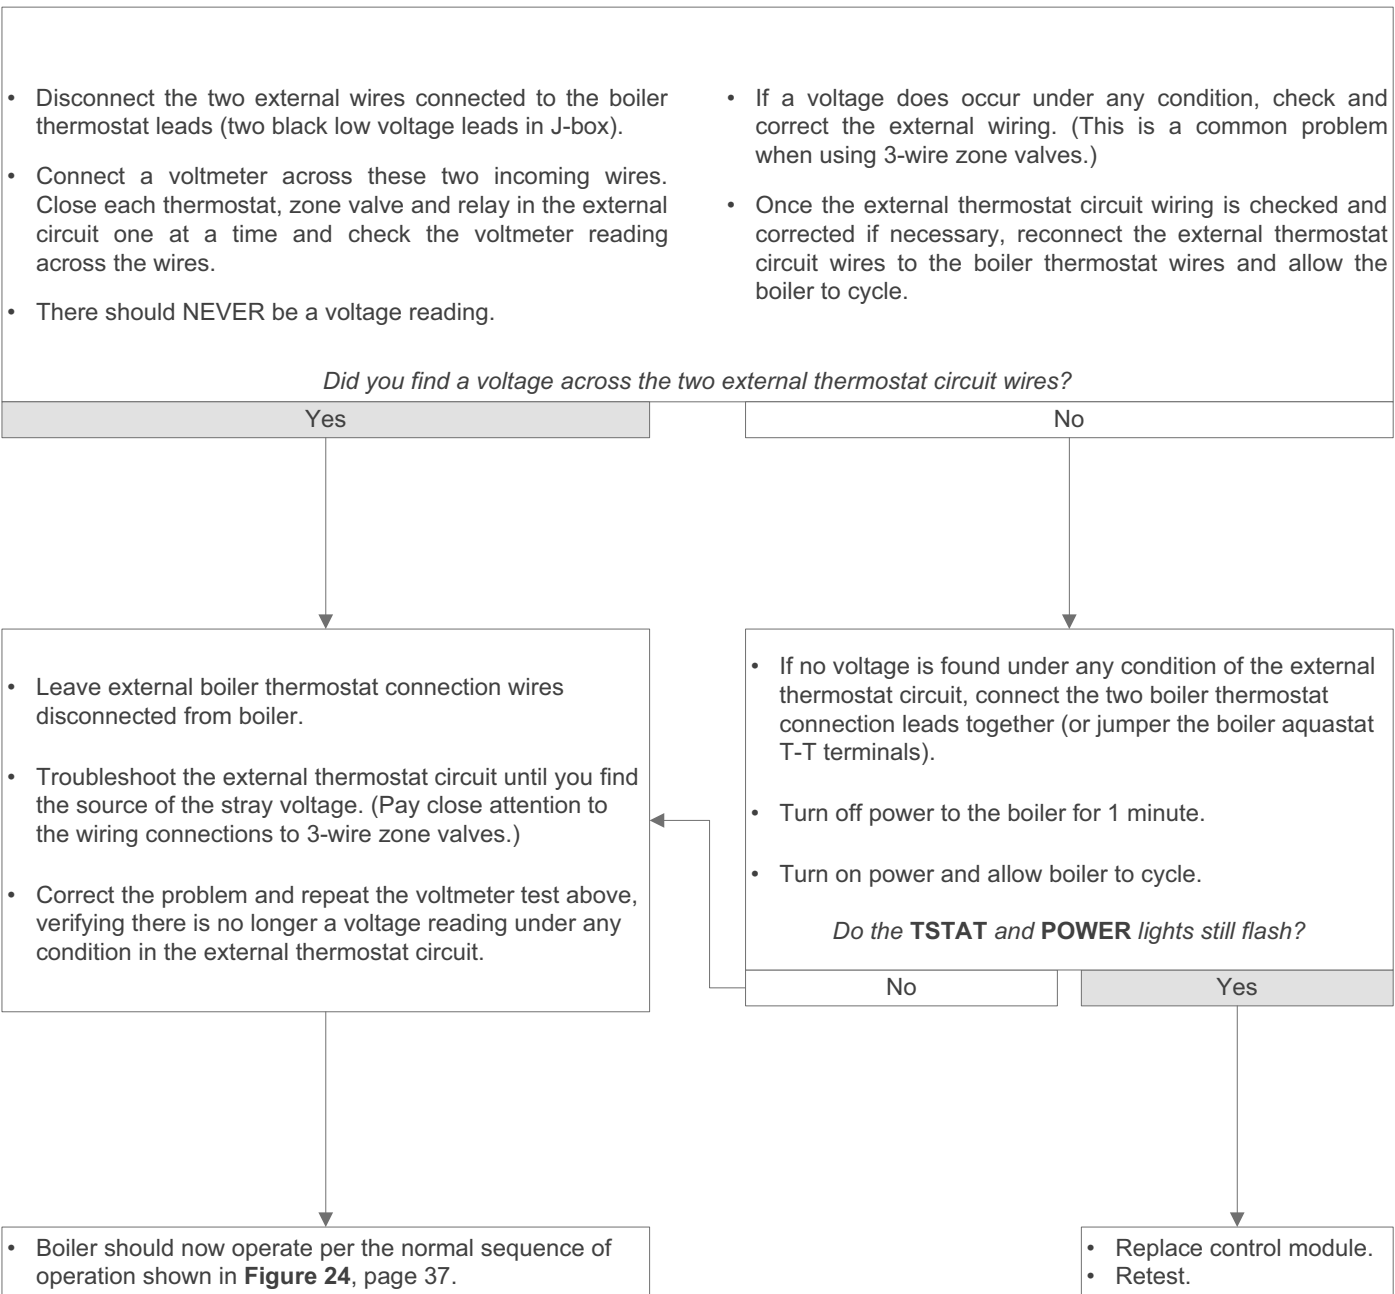 • Disconnect the two external wires connected to the boiler
thermostat leads (two black low voltage leads in J-box).
• Connect a voltmeter across these two incoming wires.
Close each thermostat, zone valve and relay in the external
circuit one at a time and check the voltmeter reading
across the wires.
• There should NEVER be a voltage reading.
• If a voltage does occur under any condition, check and
correct the external wiring. (This is a common problem
when using 3-wire zone valves.)
• Once the external thermostat circuit wiring is checked and
corrected if necessary, reconnect the external thermostat
circuit wires to the boiler thermostat wires and allow the
boiler to cycle.
Did you find a voltage across the two external thermostat circuit wires?
Yes
No
• Leave external boiler thermostat connection wires
disconnected from boiler.
• Troubleshoot the external thermostat circuit until you find
the source of the stray voltage. (Pay close attention to
the wiring connections to 3-wire zone valves.)
• Correct the problem and repeat the voltmeter test above,
verifying there is no longer a voltage reading under any
condition in the external thermostat circuit.
• If no voltage is found under any condition of the external
thermostat circuit, connect the two boiler thermostat
connection leads together (or jumper the boiler aquastat
T-T terminals).
• Turn off power to the boiler for 1 minute.
• Turn on power and allow boiler to cycle.
Do the TSTAT and POWER lights still flash?
No
Yes
• Boiler should now operate per the normal sequence of
operation shown in Figure 24, page 37.
• Replace control module.
• Retest.